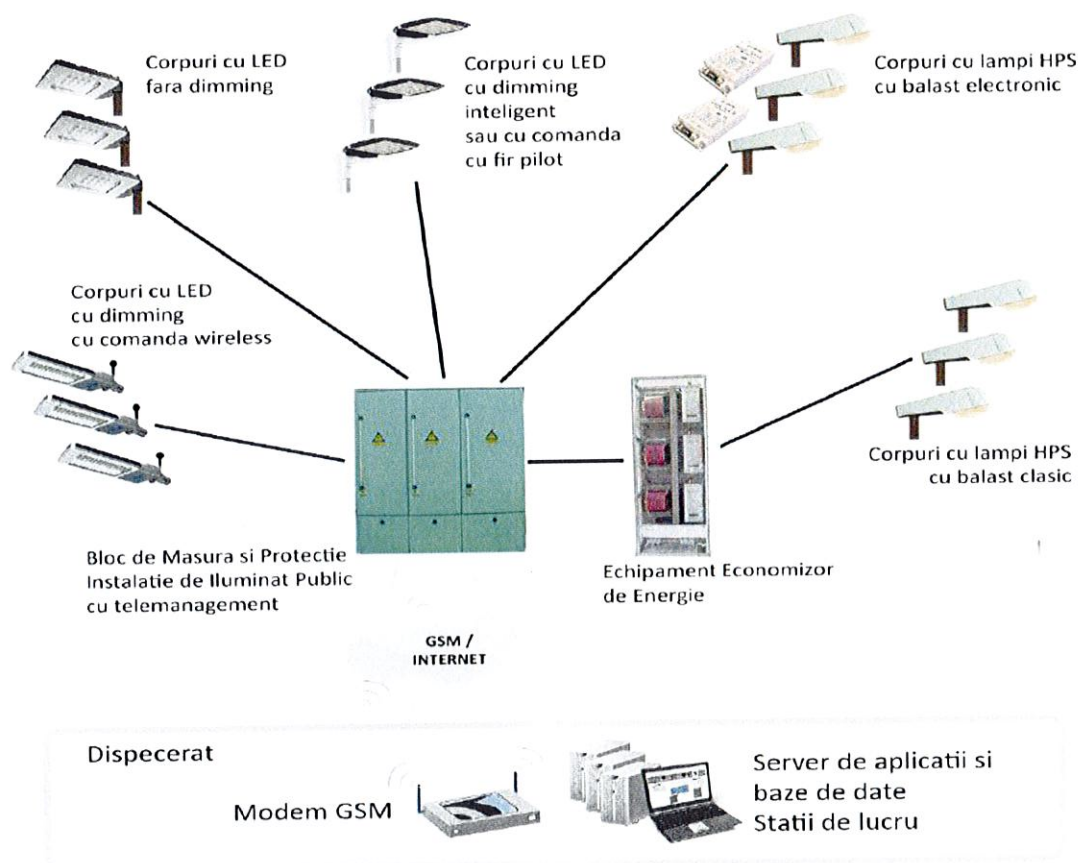 Corpuri cu LED
fara dimming
Corpuri cu LED
cu dimming
inteligent
sau cu comanda
cu fir pilot
Corpuri cu lampi HPS
cu balast electronic
Corpuri cu LED
cu dimming
cu comanda wireless
Corpuri cu lampi HPS
cu balast clasic
Bloc de Masura si Protectie
Instalatie de Iluminat Public
cu telemanagement
Echipament Economizor
de Energie
GSM /
INTERNET
Dispecerat
Modem GSM
Server de aplicatii si
baze de date
Statii de lucru